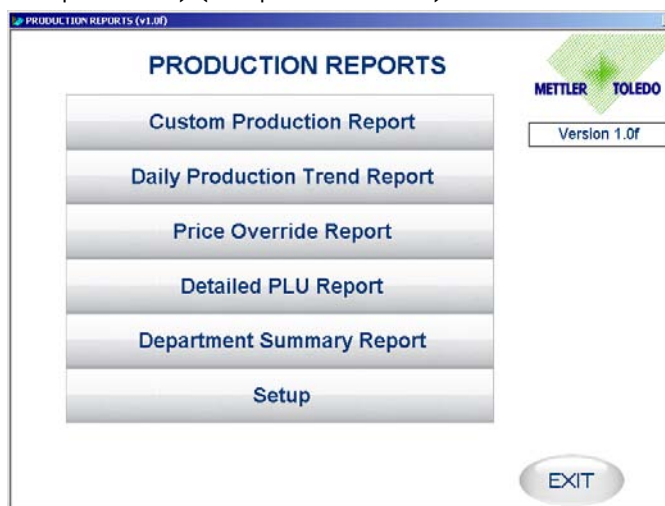 PRODUCTION REPORTS (v1.0f)
PRODUCTION REPORTS
METTLER TOLEDO
Version 1.0f
Custom Production Report
Daily Production Trend Report
Price Override Report
Detailed PLU Report
Department Summary Report
Setup
EXIT